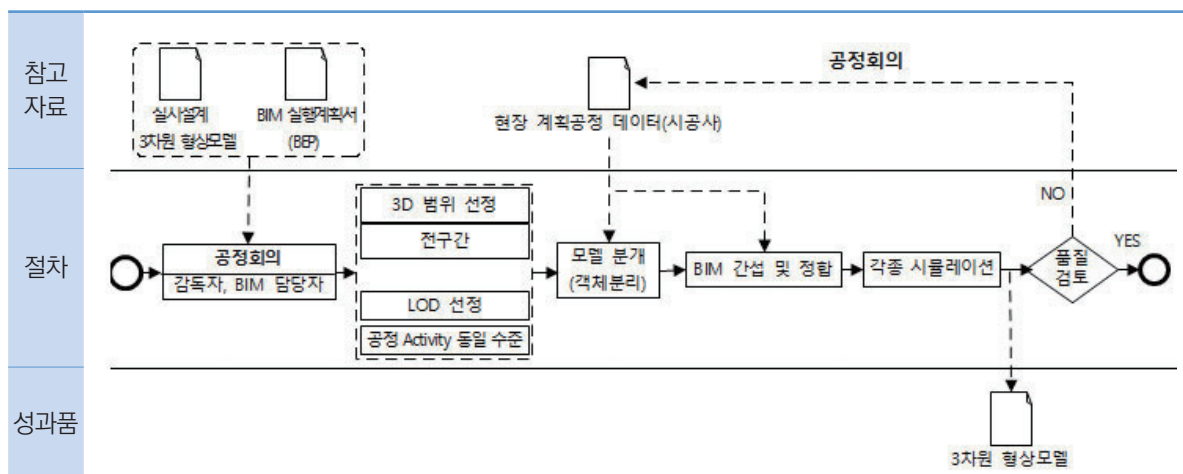 참고
자료
실시설계
3차원 형상모델
BIM 실행계획서
(BEP)
현장 계획공정 데이터(시공사)
공정회의
절차
공정회의
감독자, BIM 담당자
3D 범위 선정
전구간
LOD 선정
공정 Activity 동일 수준
모델 분개
(객체분리)
BIM 간섭 및 정합
각종 시뮬레이션
품질
검토
NO
YES
성과품
3차원 형상모델